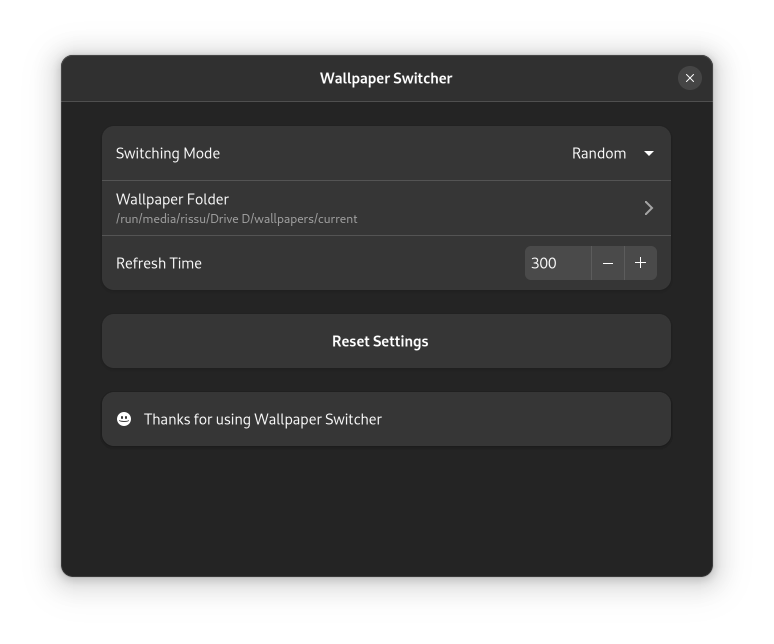 Wallpaper Switcher
Switching Mode
Random
Wallpaper Folder
/run/media/rissu/Drive D/wallpapers/current
Refresh Time
300
Reset Settings
Thanks for using Wallpaper Switcher